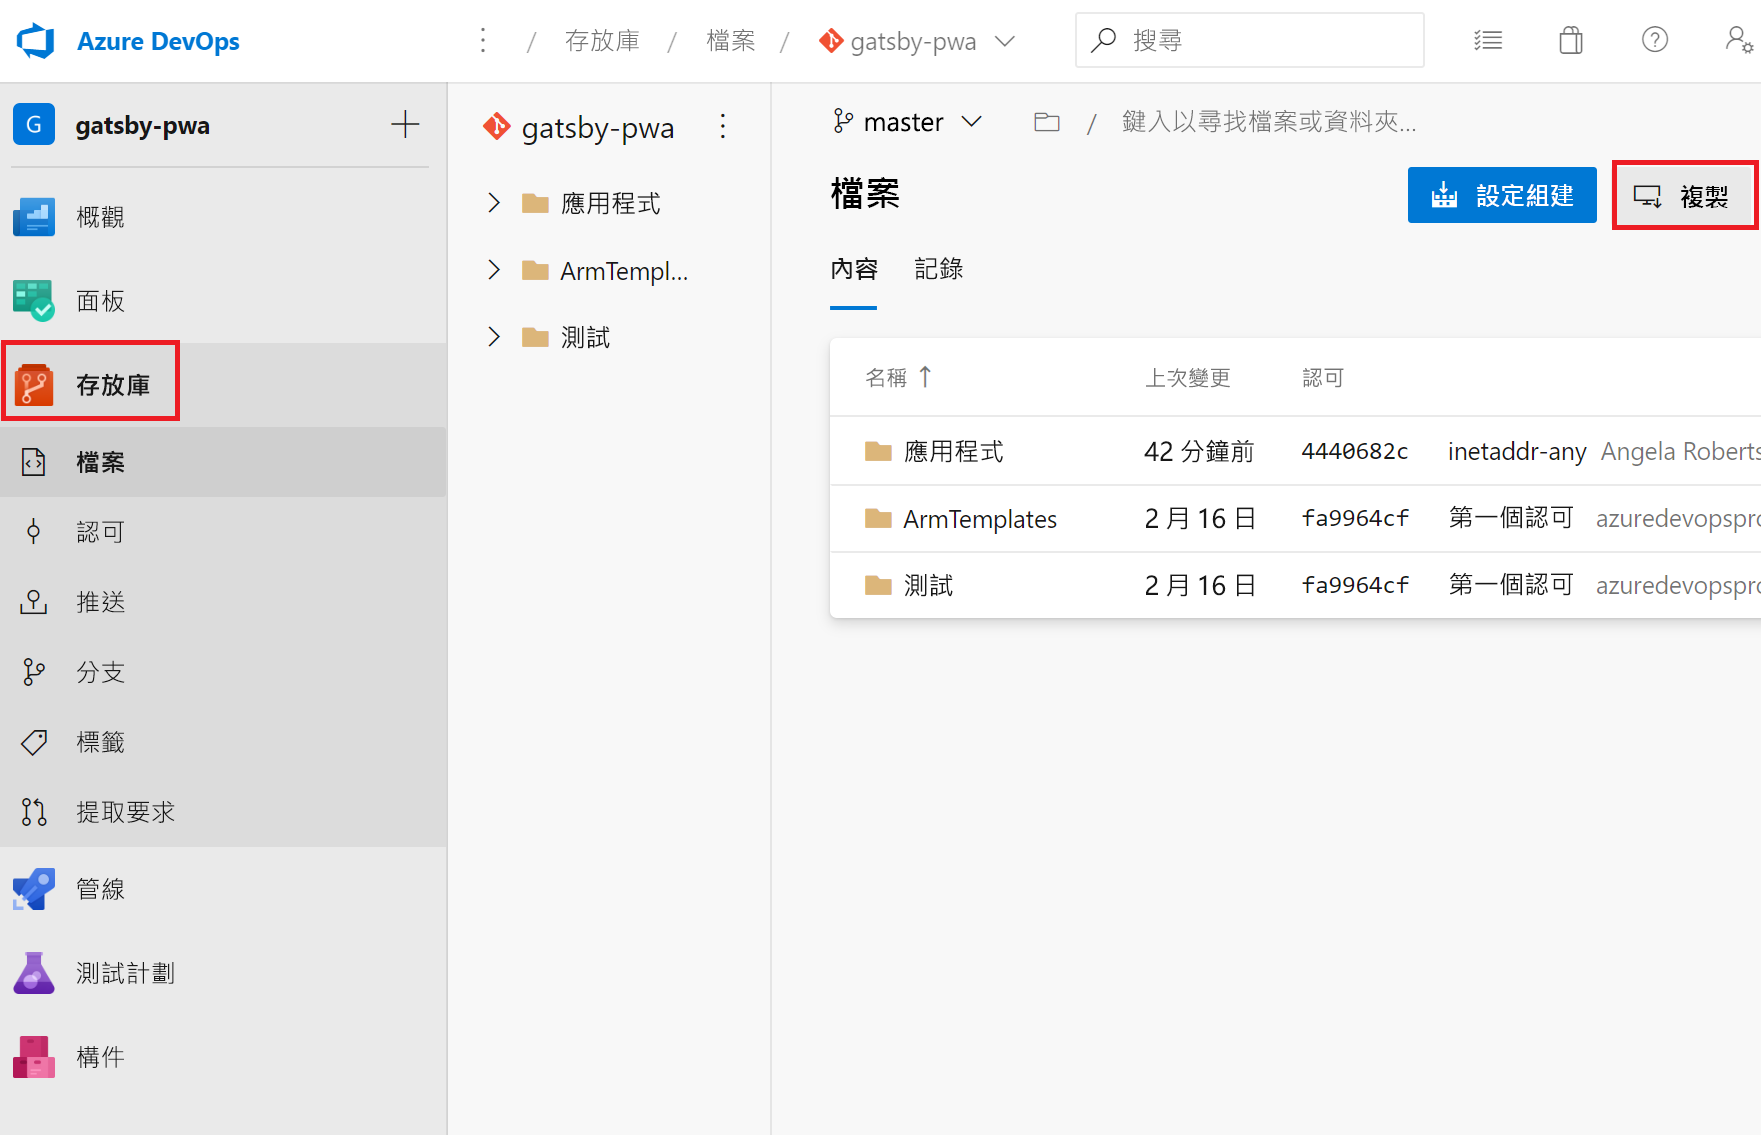 Azure DevOps
/ 存放庫 / 檔案 / gatsby-pwa
搜尋
G gatsby-pwa
概觀
面板
存放庫
檔案
認可
推送
分支
標籤
提取要求
管線
測試計劃
構件
gatsby-pwa
應用程式
ArmTempl...
測試
master / 鍵入以尋找檔案或資料夾...
檔案
設定組建
複製
內容 記錄
名稱 ↑ 上次變更 認可
應用程式 42 分鐘前 4440682c inetaddr-any Angela Roberts
ArmTemplates 2 月 16 日 fa9964cf 第一個認可 azuredevopspro
測試 2 月 16 日 fa9964cf 第一個認可 azuredevopspro